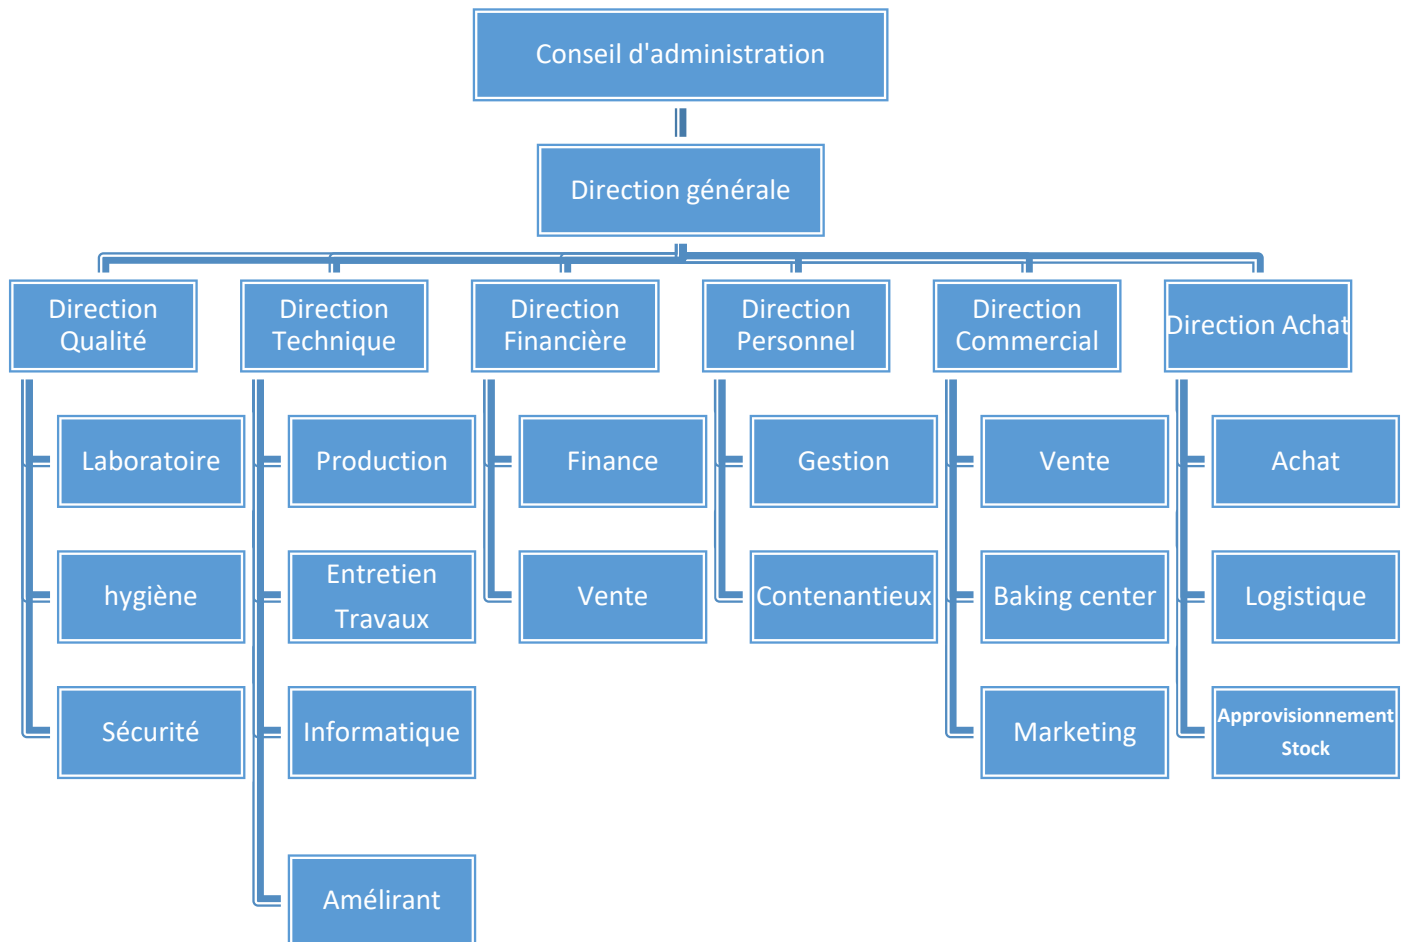 Conseil d'administration
Direction générale
Direction
Qualité
Direction
Technique
Direction
Financière
Direction
Personnel
Direction
Commercial
Direction Achat
Laboratoire
Production
Finance
Gestion
Vente
Achat
hygiène
Entretien
Travaux
Vente
Contenantieux
Baking center
Logistique
Sécurité
Informatique
Marketing
Approvisionnement
Stock
Amélirant